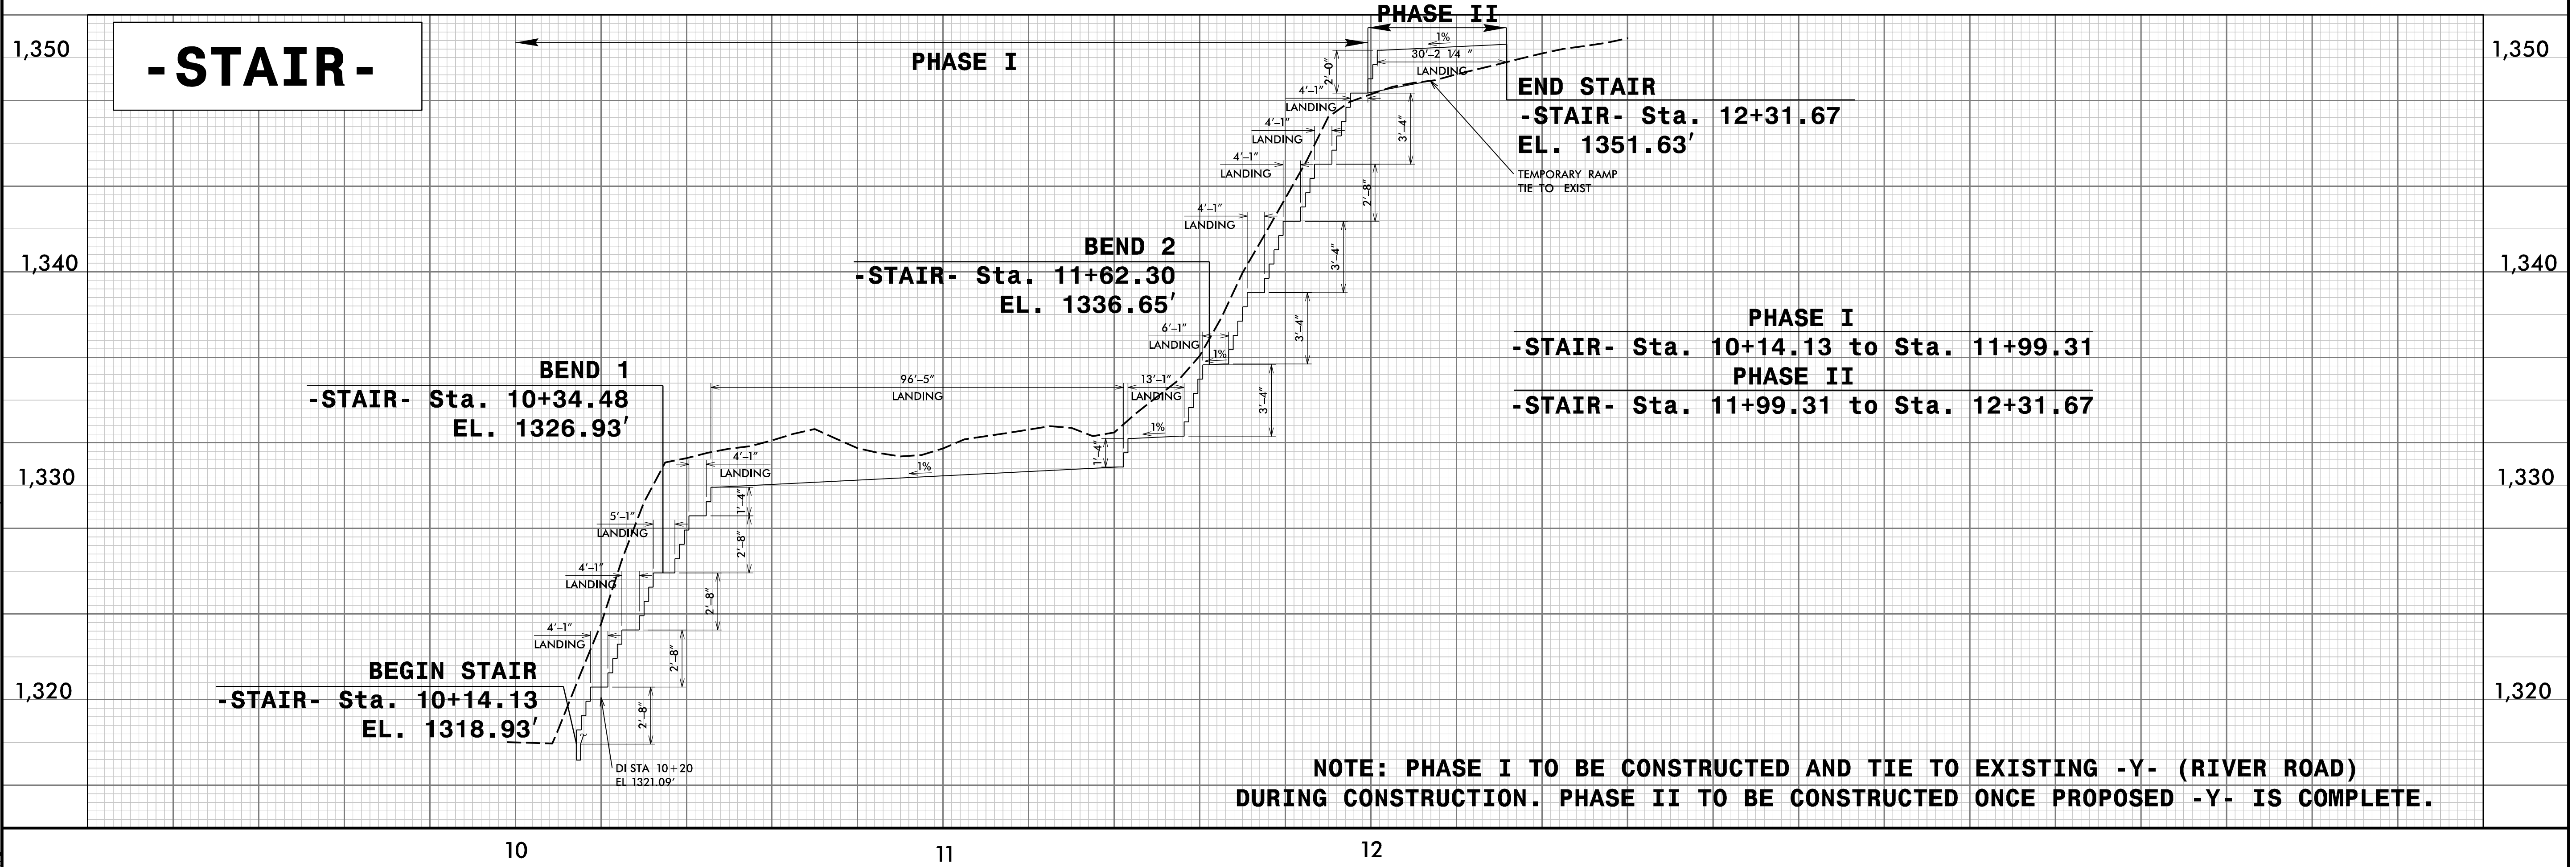 PHASE II
1,350
-STAIR-
PHASE I
1%
30'-2 1/4 "
LANDING
2'-0"
1,350
END STAIR
-STAIR- Sta. 12+31.67
EL. 1351.63'
4'-1"
LANDING
4'-1"
LANDING
3'-4"
4'-1"
LANDING
TEMPORARY RAMP
TIE TO EXIST
2'-8"
4'-1"
LANDING
3'-4"
1,340
BEND 2
-STAIR- Sta. 11+62.30
EL. 1336.65'
1,340
3'-4"
6'-1"
LANDING
1%
PHASE I
-STAIR- Sta. 10+14.13 to Sta. 11+99.31
PHASE II
-STAIR- Sta. 11+99.31 to Sta. 12+31.67
BEND 1
-STAIR- Sta. 10+34.48
EL. 1326.93'
96'-5"
LANDING
13'-1"
LANDING
3'-4"
1%
1'-4"
1%
4'-1"
LANDING
1,330
1,330
1'-4"
5'-1"
LANDING
2'-8"
4'-1"
LANDING
2'-8"
4'-1"
LANDING
2'-8"
BEGIN STAIR
-STAIR- Sta. 10+14.13
EL. 1318.93'
1,320
1,320
2'-8"
DI STA 10+20
EL 1321.09'
NOTE: PHASE I TO BE CONSTRUCTED AND TIE TO EXISTING -Y- (RIVER ROAD)
DURING CONSTRUCTION. PHASE II TO BE CONSTRUCTED ONCE PROPOSED -Y- IS COMPLETE.
10
11
12